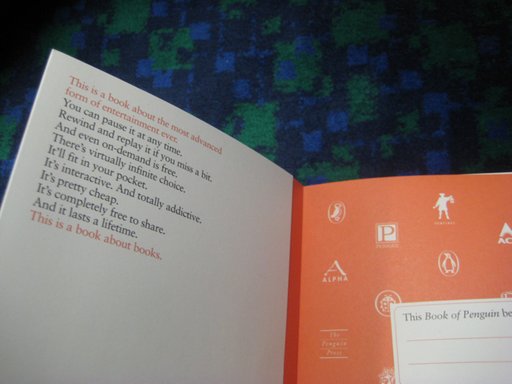 This is a book about the most advanced
form of entertainment ever.
You can pause it at any time.
Rewind and replay it if you miss a bit.
And even on-demand is free.
There's virtually infinite choice.
It'll fit in your pocket.
It's interactive. And totally addictive.
It's pretty cheap.
It's completely free to share.
And it lasts a lifetime.
This is a book about books.
P
A
ALPHA
The
Penguin
Press
This Book of Penguin be